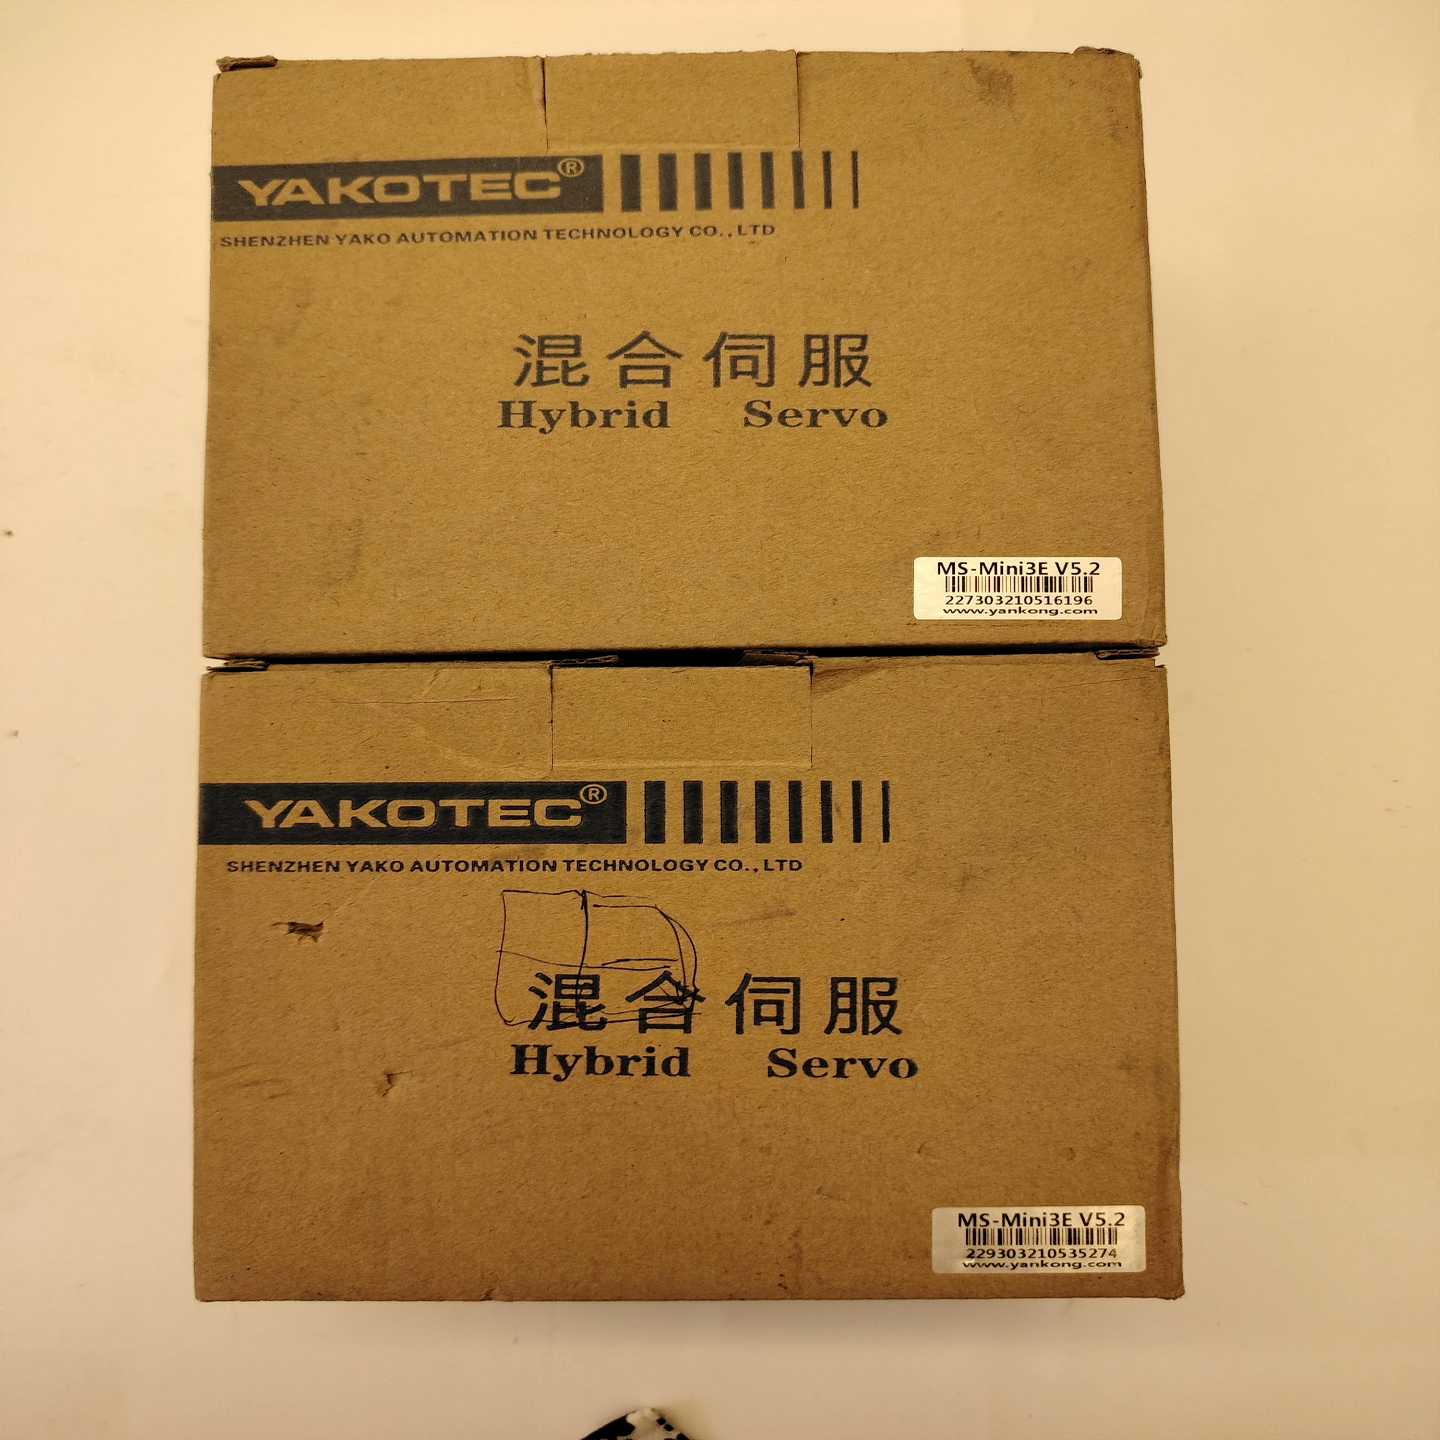 YAKOTEC®
SHENZHEN YAKO AUTOMATION TECHNOLOGY CO.,LTD
混合伺服
Hybrid Servo
MS-Mini3E V5.2
227303210516196
www.yankong.com
YAKOTEC®
SHENZHEN YAKO AUTOMATION TECHNOLOGY CO.,LTD
混合伺服
Hybrid Servo
MS-Mini3E V5.2
229303210535274
www.yankong.com